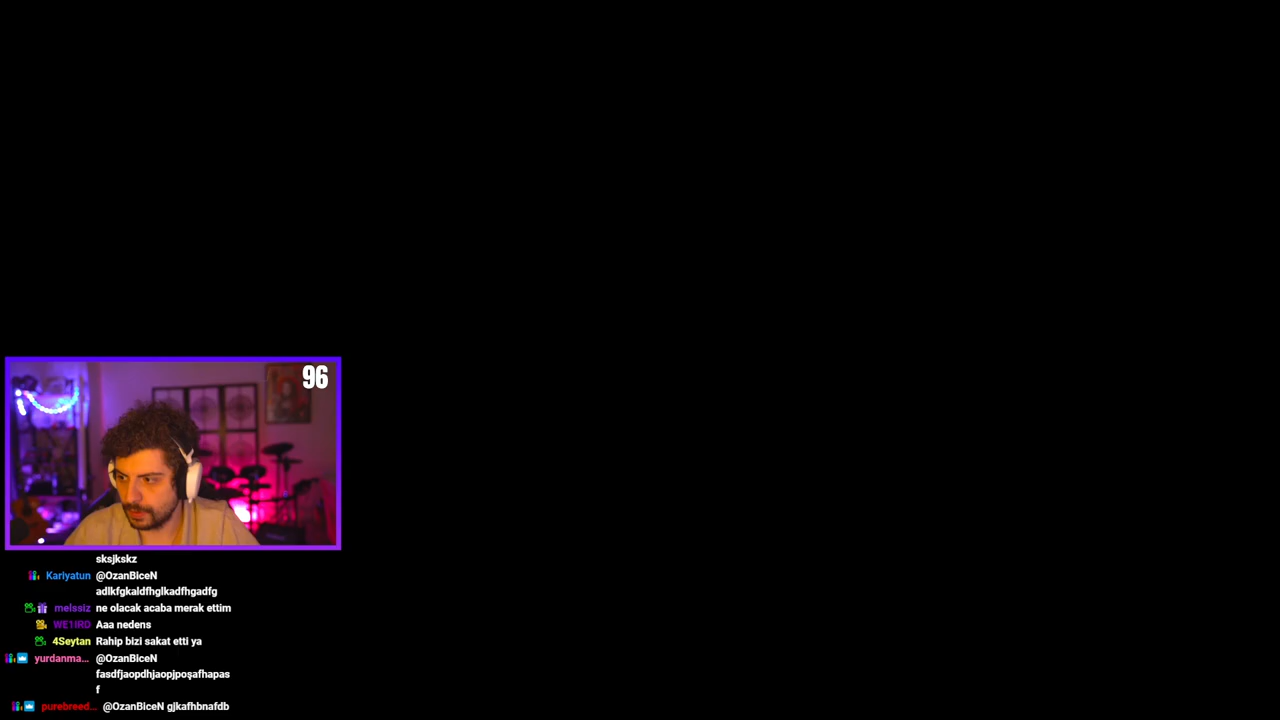 96
sksjkskz
Kariyatun @OzanBiceN
adlkfgkaldfhglkadfhgadfg
melssiz ne olacak acaba merak ettim
WE1IRD Aaa nedens
4Seytan Rahip bizi sakat etti ya
yurdanma... @OzanBiceN
fasdfjaopdhjaopjpoşafhapas
f
purebreed... @OzanBiceN gjkafhbnafdb